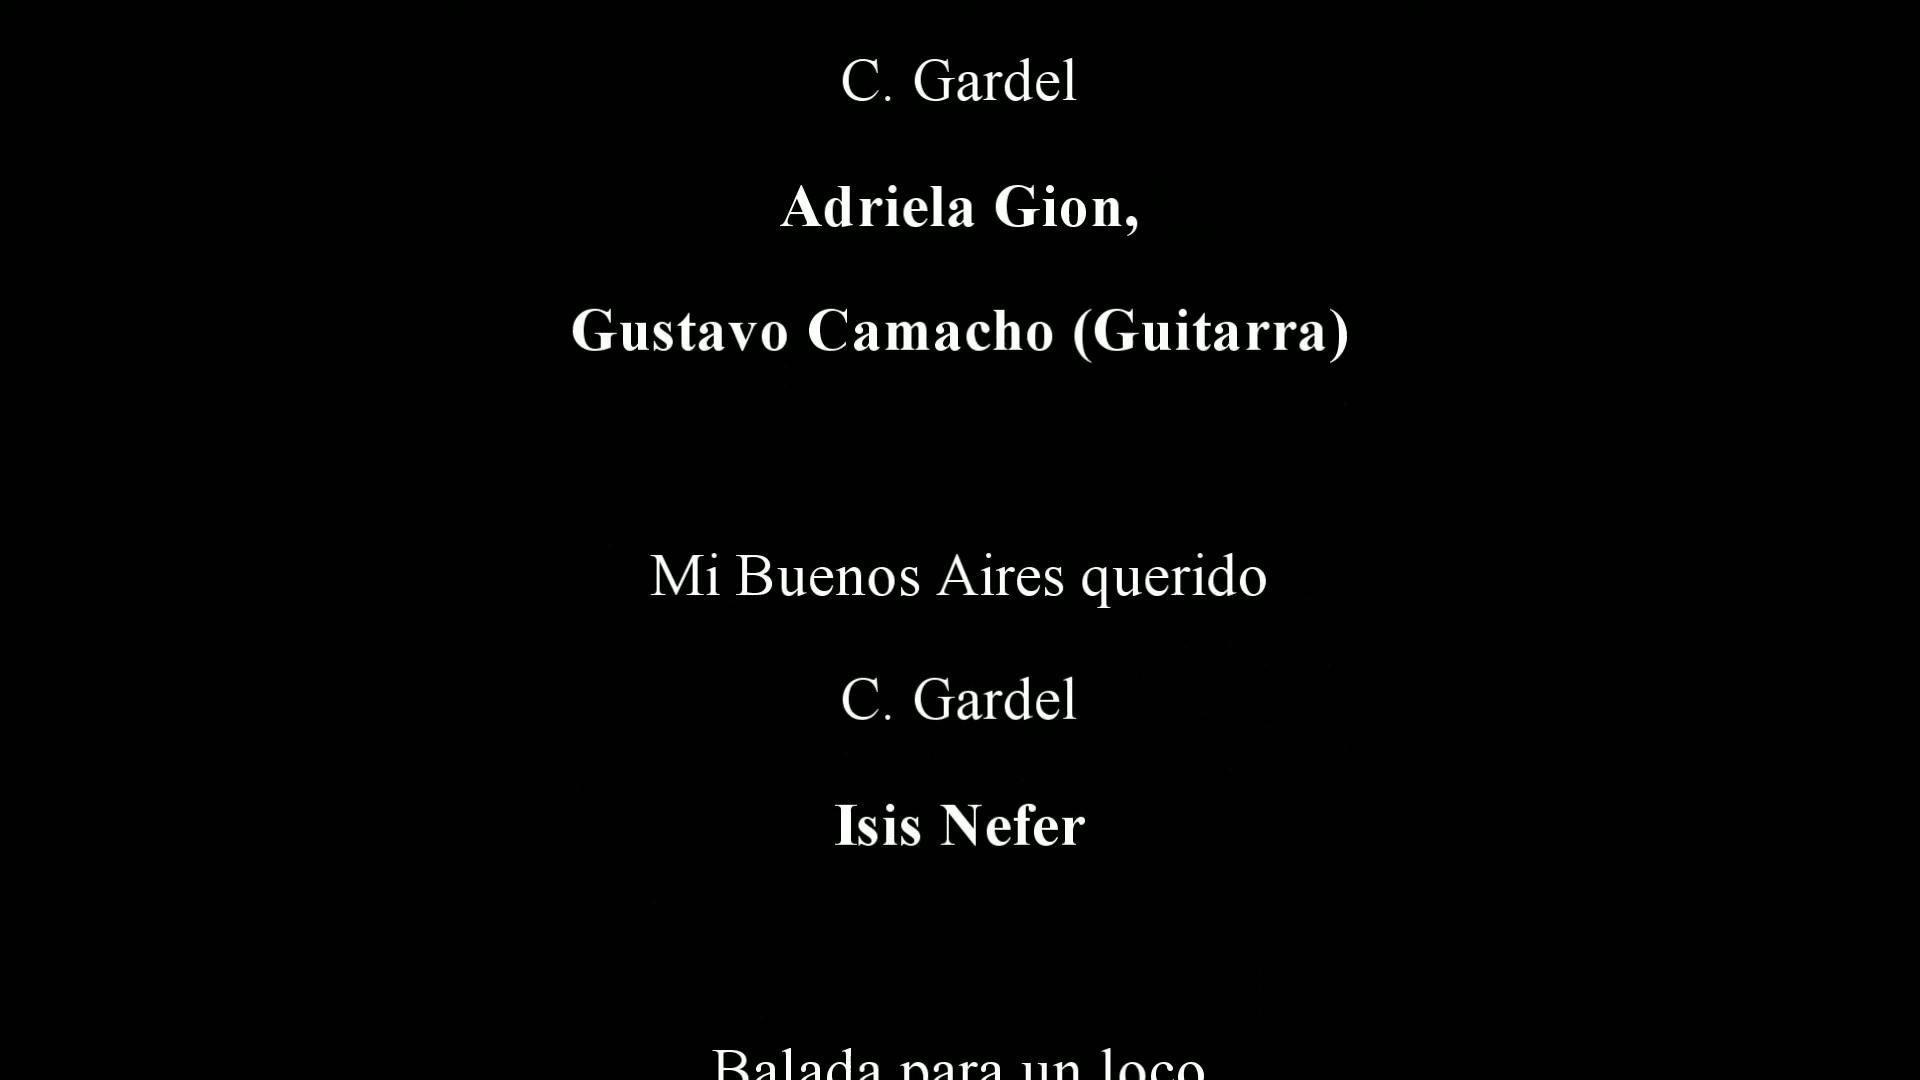 C. Gardel
Adriela Gion,
Gustavo Camacho (Guitarra)
Mi Buenos Aires querido
C. Gardel
Isis Nefer
Balada para un loco